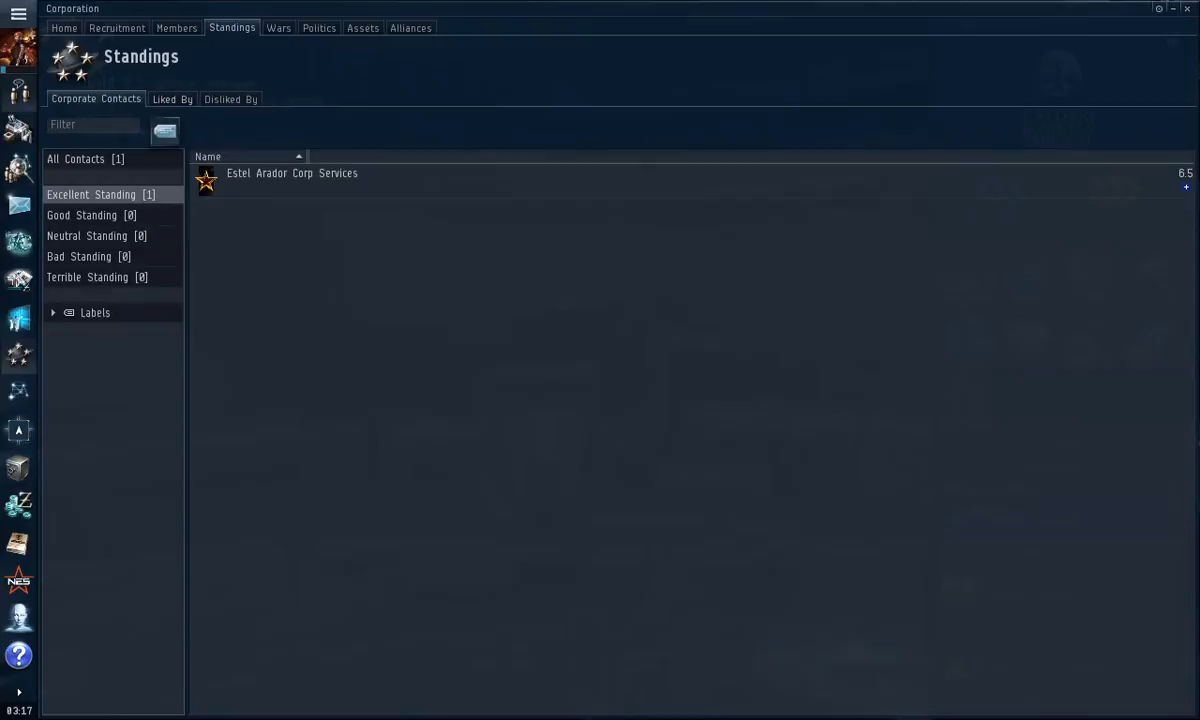 Corporation
Home Recruitment Members Standings Wars Politics Assets Alliances
Standings
Corporate Contacts Liked By Disliked By
Filter
All Contacts [1]
Name
Estel Arador Corp Services 6.5
Excellent Standing [1]
Good Standing [0]
Neutral Standing [0]
Bad Standing [0]
Terrible Standing [0]
Labels
NES
03:17